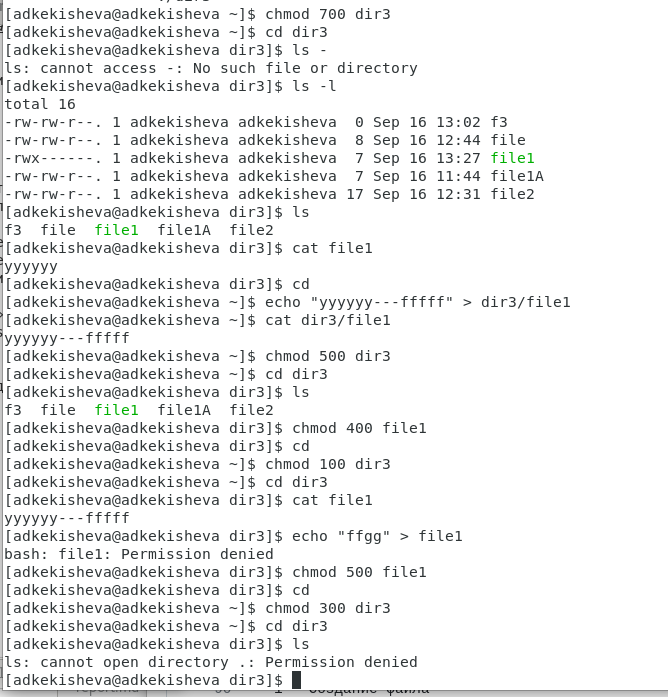 [adkekisheva@adkekisheva ~]$ chmod 700 dir3
[adkekisheva@adkekisheva ~]$ cd dir3
[adkekisheva@adkekisheva dir3]$ ls -
ls: cannot access -: No such file or directory
[adkekisheva@adkekisheva dir3]$ ls -l
total 16
-rw-rw-r--. 1 adkekisheva adkekisheva  0 Sep 16 13:02 f3
-rw-rw-r--. 1 adkekisheva adkekisheva  8 Sep 16 12:44 file
-rwx------. 1 adkekisheva adkekisheva  7 Sep 16 13:27 file1
-rw-rw-r--. 1 adkekisheva adkekisheva  7 Sep 16 11:44 file1A
-rw-rw-r--. 1 adkekisheva adkekisheva 17 Sep 16 12:31 file2
[adkekisheva@adkekisheva dir3]$ ls
f3  file  file1  file1A  file2
[adkekisheva@adkekisheva dir3]$ cat file1
yyyyyy
[adkekisheva@adkekisheva dir3]$ cd
[adkekisheva@adkekisheva ~]$ echo "yyyyyy---fffff" > dir3/file1
[adkekisheva@adkekisheva ~]$ cat dir3/file1
yyyyyy---fffff
[adkekisheva@adkekisheva ~]$ chmod 500 dir3
[adkekisheva@adkekisheva ~]$ cd dir3
[adkekisheva@adkekisheva dir3]$ ls
f3  file  file1  file1A  file2
[adkekisheva@adkekisheva dir3]$ chmod 400 file1
[adkekisheva@adkekisheva dir3]$ cd
[adkekisheva@adkekisheva ~]$ chmod 100 dir3
[adkekisheva@adkekisheva ~]$ cd dir3
[adkekisheva@adkekisheva dir3]$ cat file1
yyyyyy---fffff
[adkekisheva@adkekisheva dir3]$ echo "ffgg" > file1
bash: file1: Permission denied
[adkekisheva@adkekisheva dir3]$ chmod 500 file1
[adkekisheva@adkekisheva dir3]$ cd
[adkekisheva@adkekisheva ~]$ chmod 300 dir3
[adkekisheva@adkekisheva ~]$ cd dir3
[adkekisheva@adkekisheva dir3]$ ls
ls: cannot open directory .: Permission denied
[adkekisheva@adkekisheva dir3]$